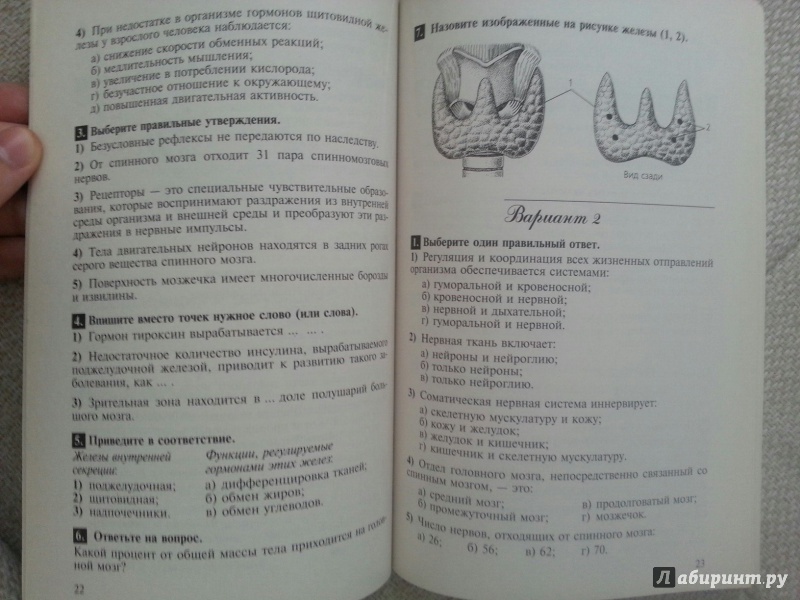 4) При недостатке в организме гормонов щитовидной же-
лезы у взрослого человека наблюдается:
а) снижение скорости обменных реакций;
б) медлительность мышления;
в) увеличение в потреблении кислорода;
г) безучастное отношение к окружающему;
д) повышенная двигательная активность.
3. Выберите правильные утверждения.
1) Безусловные рефлексы не передаются по наследству.
2) От спинного мозга отходит 31 пара спинномозговых
нервов.
3) Рецепторы — это специальные чувствительные образо-
вания, которые воспринимают раздражения из внутренней
среды организма и внешней среды и преобразуют эти раз-
дражения в нервные импульсы.
4) Тела двигательных нейронов находятся в задних рогах
серого вещества спинного мозга.
5) Поверхность мозжечка имеет многочисленные борозды
и извилины.
4. Впишите вместо точек нужное слово (или слова).
1) Гормон тироксин вырабатывается ... ... .
2) Недостаточное количество инсулина, вырабатываемого
поджелудочной железой, приводит к развитию такого за-
болевания, как ... .
3) Зрительная зона находится в ... доле полушарий боль-
шого мозга.
5. Приведите в соответствие.
Железы внутренней Функции, регулируемые
секреции: гормонами этих желез:
1) поджелудочная; а) дифференцировка тканей;
2) щитовидная; б) обмен жиров;
3) надпочечники. в) обмен углеводов.
6. Ответьте на вопрос.
Какой процент от общей массы тела приходится на голов-
ной мозг?
22
7. Назовите изображенные на рисунке железы (1, 2).
1
2
Вид сзади
Вариант 2
1. Выберите один правильный ответ.
1) Регуляция и координация всех жизненных отправлений
организма обеспечивается системами:
а) гуморальной и кровеносной;
б) кровеносной и нервной;
в) нервной и дыхательной;
г) гуморальной и нервной.
2) Нервная ткань включает:
а) нейроны и нейроглию;
б) только нейроны;
в) только нейроглию.
3) Соматическая нервная система иннервирует:
а) скелетную мускулатуру и кожу;
б) кожу и желудок;
в) желудок и кишечник;
г) кишечник и скелетную мускулатуру.
4) Отдел головного мозга, непосредственно связанный со
спинным мозгом, — это:
а) средний мозг; в) продолговатый мозг;
б) промежуточный мозг; г) мозжечок.
5) Число нервов, отходящих от спинного мозга:
а) 26; б) 56; в) 62; г) 70.
23
Лабиринт.ру